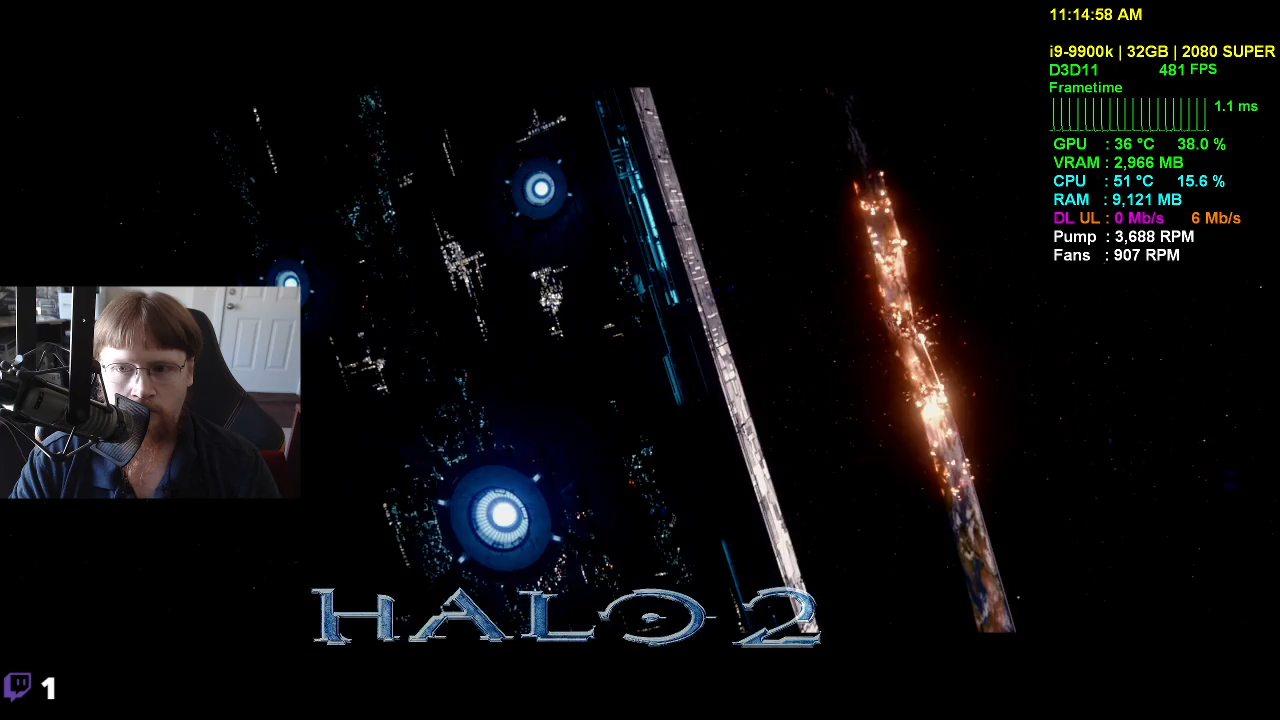 11:14:58 AM
i9-9900k | 32GB | 2080 SUPER
D3D11 481 FPS
Frametime
1.1 ms
GPU : 36 °C 38.0 %
VRAM : 2,966 MB
CPU : 51 °C 15.6 %
RAM : 9,121 MB
DL UL : 0 Mb/s 6 Mb/s
Pump : 3,688 RPM
Fans : 907 RPM
HALO 2
1